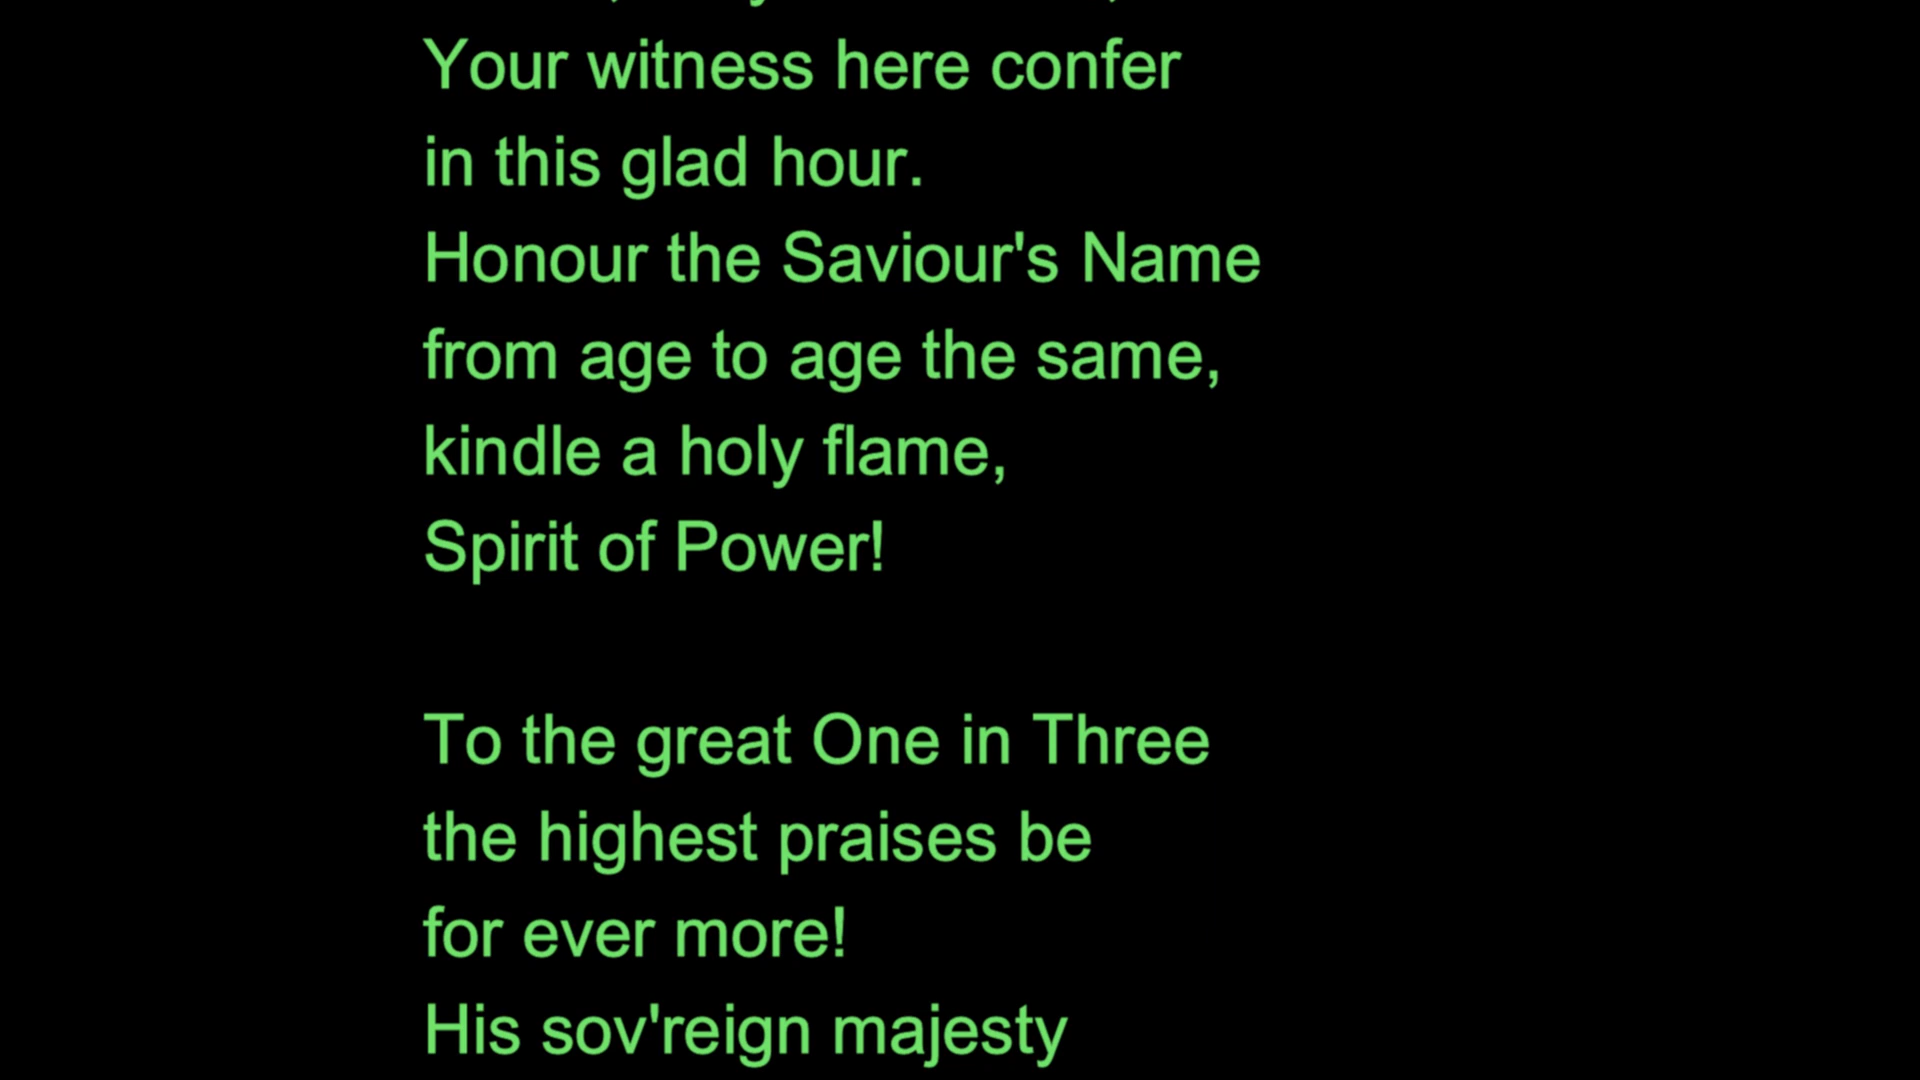 Your witness here confer
in this glad hour.
Honour the Saviour's Name
from age to age the same,
kindle a holy flame,
Spirit of Power!
To the great One in Three
the highest praises be
for ever more!
His sov'reign majesty